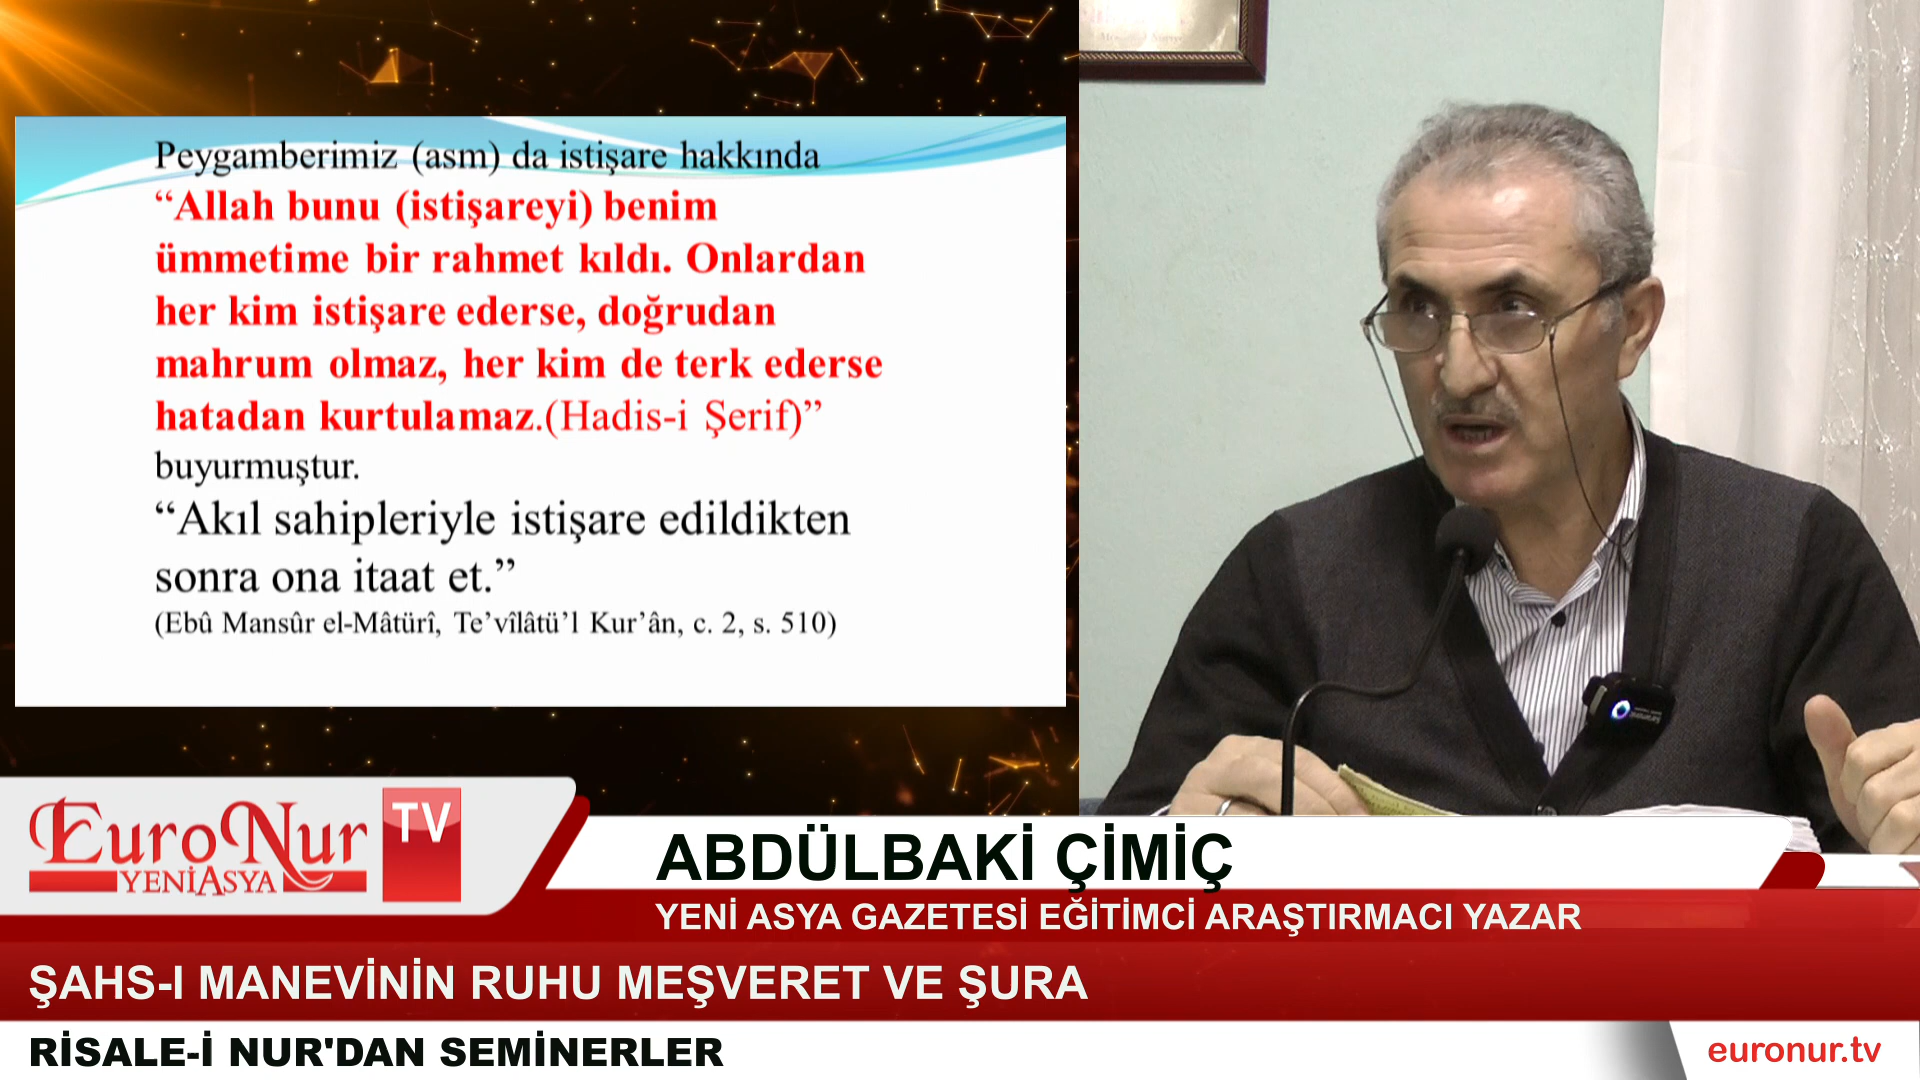 Peygamberimiz (asm) da istişare hakkında
“Allah bunu (istişareyi) benim
ümmetime bir rahmet kıldı. Onlardan
her kim istişare ederse, doğrudan
mahrum olmaz, her kim de terk ederse
hatadan kurtulamaz.(Hadis-i Şerif)”
buyurmuştur.
“Akıl sahipleriyle istişare edildikten
sonra ona itaat et.”
(Ebû Mansûr el-Mâtürî, Te’vîlâtü’l Kur’ân, c. 2, s. 510)
EURONUR TV
YENİASYA
ABDÜLBAKİ ÇİMİÇ
YENİ ASYA GAZETESİ EĞİTİMCİ ARAŞTIRMACI YAZAR
ŞAHS-I MANEVİNİN RUHU MEŞVERET VE ŞURA
RİSALE-İ NUR'DAN SEMİNERLER
euronur.tv